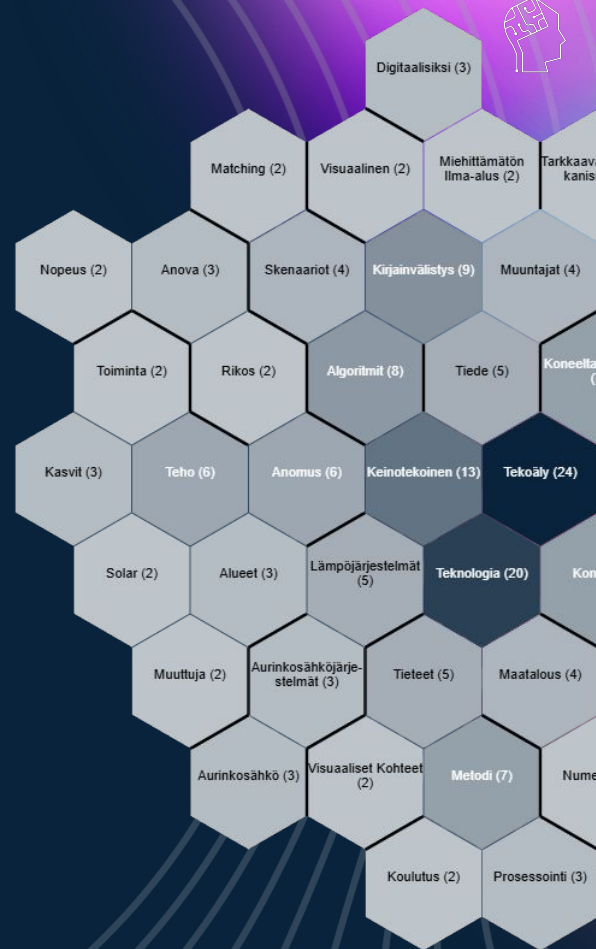 Digitaalisiksi (3)
Matching (2)
Visuaalinen (2)
Miehittämätön
Ilma-alus (2)
Nopeus (2)
Anova (3)
Skenaariot (4)
Kirjainvälistys (9)
Muuntajat (4)
Toiminta (2)
Rikos (2)
Algoritmit (8)
Tiede (5)
Kasvit (3)
Teho (6)
Anomus (6)
Keinotekoinen (13)
Tekoäly (24)
Solar (2)
Alueet (3)
Lämpöjärjestelmät
(5)
Teknologia (20)
Muuttuja (2)
Aurinkosähköjärje-
stelmät (3)
Tieteet (5)
Maatalous (4)
Aurinkosähkö (3)
Visuaaliset Kohteet
(2)
Metodi (7)
Koulutus (2)
Prosessointi (3)